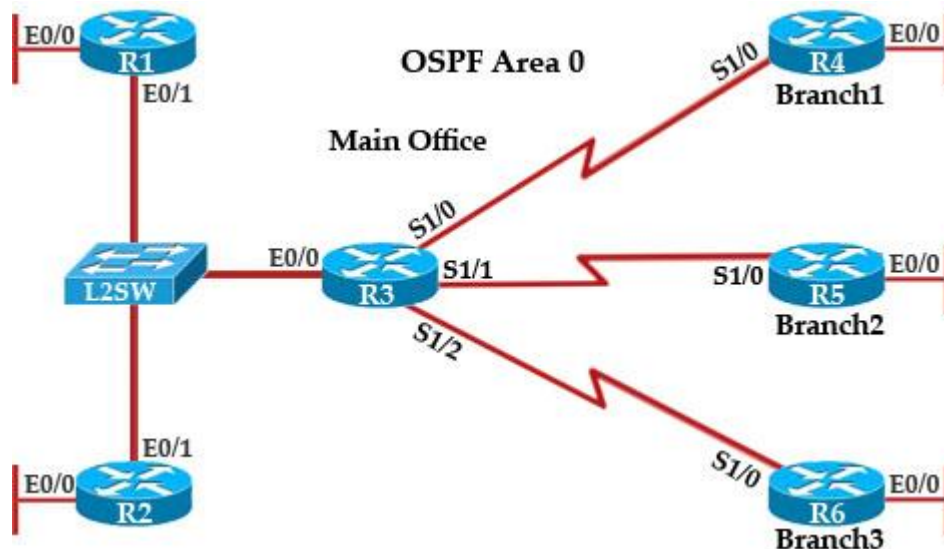 E0/0
R1
E0/1
OSPF Area 0
Main Office
S1/0
R4
E0/0
Branch1
L2SW
E0/0
R3
S1/0
S1/1
S1/2
S1/0
R5
E0/0
Branch2
E0/1
E0/0
R2
S1/0
R6
E0/0
Branch3